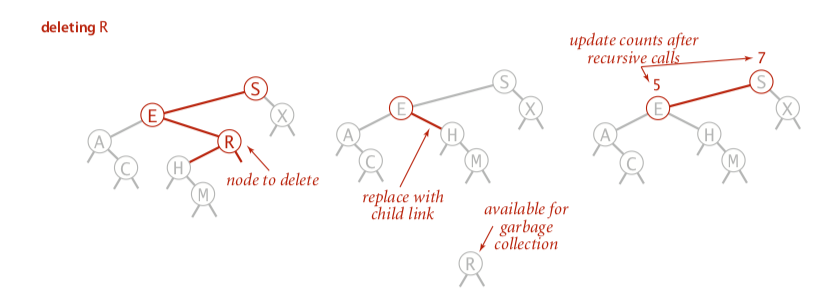 deleting R
S
E
X
A
R
C
H
M
node to delete
S
E
X
A
H
C
M
replace with
child link
available for
garbage
collection
R
update counts after
recursive calls
7
5
S
E
X
A
H
C
M